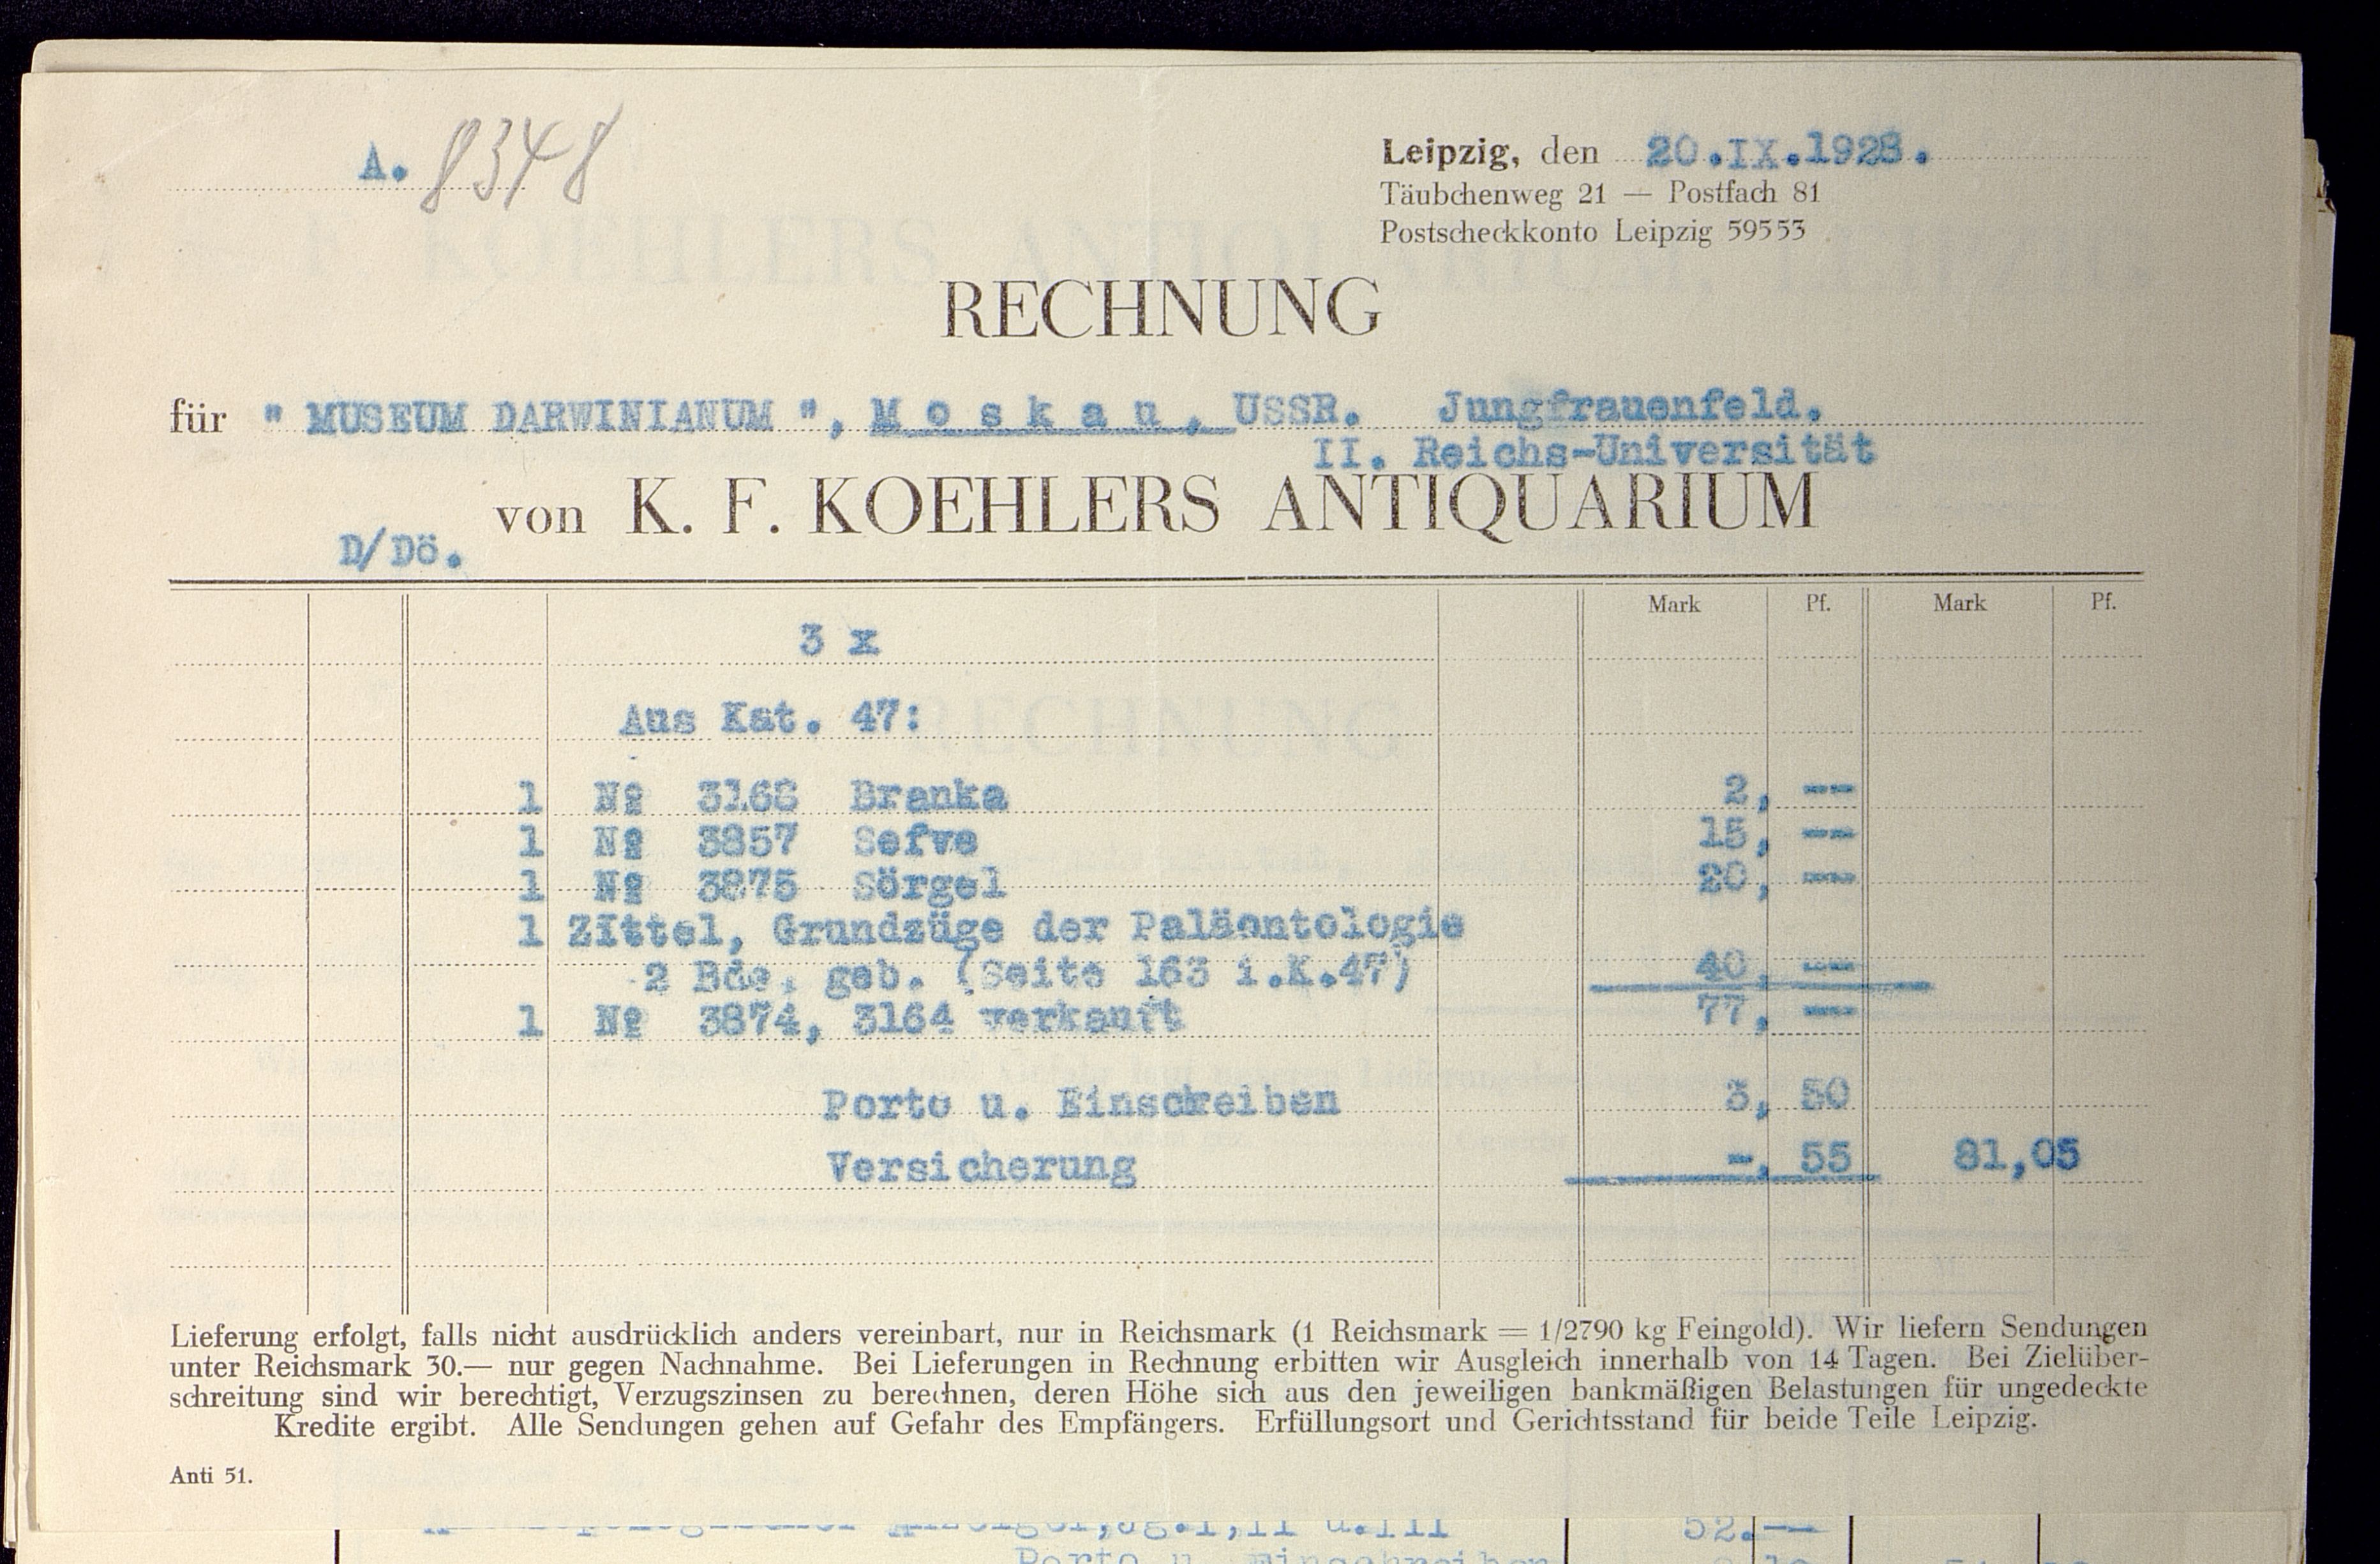 A. 8348
Leipzig, den 20.IX.1928.
Täubchenweg 21 — Postfach 81
Postscheckkonto Leipzig 59553
RECHNUNG
für " MUSEUM DARWINIANUM ", M o s k a u , USSR. Jungfrauenfeld.
II. Reichs-Universität
von K. F. KOEHLERS ANTIQUARIUM
D/Dö.
Mark Pf. Mark Pf.
3 x
Aus Kat. 47:
1 № 3168 Branka 2, --
1 № 3857 Sefve 15, --
1 № 3875 Sörgel 20, --
1 ZIttel, Grundzüge der Paläontologie
2 Bde, geb. (Seite 163 i.K.47) 40, --
1 № 3874, 3164 verkauft 77, --
Porto u. Einschreiben 3, 50
Versicherung -, 55 81,05
Lieferung erfolgt, falls nicht ausdrücklich anders vereinbart, nur in Reichsmark (1 Reichsmark = 1/2790 kg Feingold). Wir liefern Sendungen
unter Reichsmark 30.— nur gegen Nachnahme. Bei Lieferungen in Rechnung erbitten wir Ausgleich innerhalb von 14 Tagen. Bei Zielüber-
schreitung sind wir berechtigt, Verzugszinsen zu berechnen, deren Höhe sich aus den jeweiligen bankmäßigen Belastungen für ungedeckte
Kredite ergibt. Alle Sendungen gehen auf Gefahr des Empfängers. Erfüllungsort und Gerichtsstand für beide Teile Leipzig.
Anti 51.
Anzeiger, Jg.I,II u.III 52.--
Porto u. Einschreiben